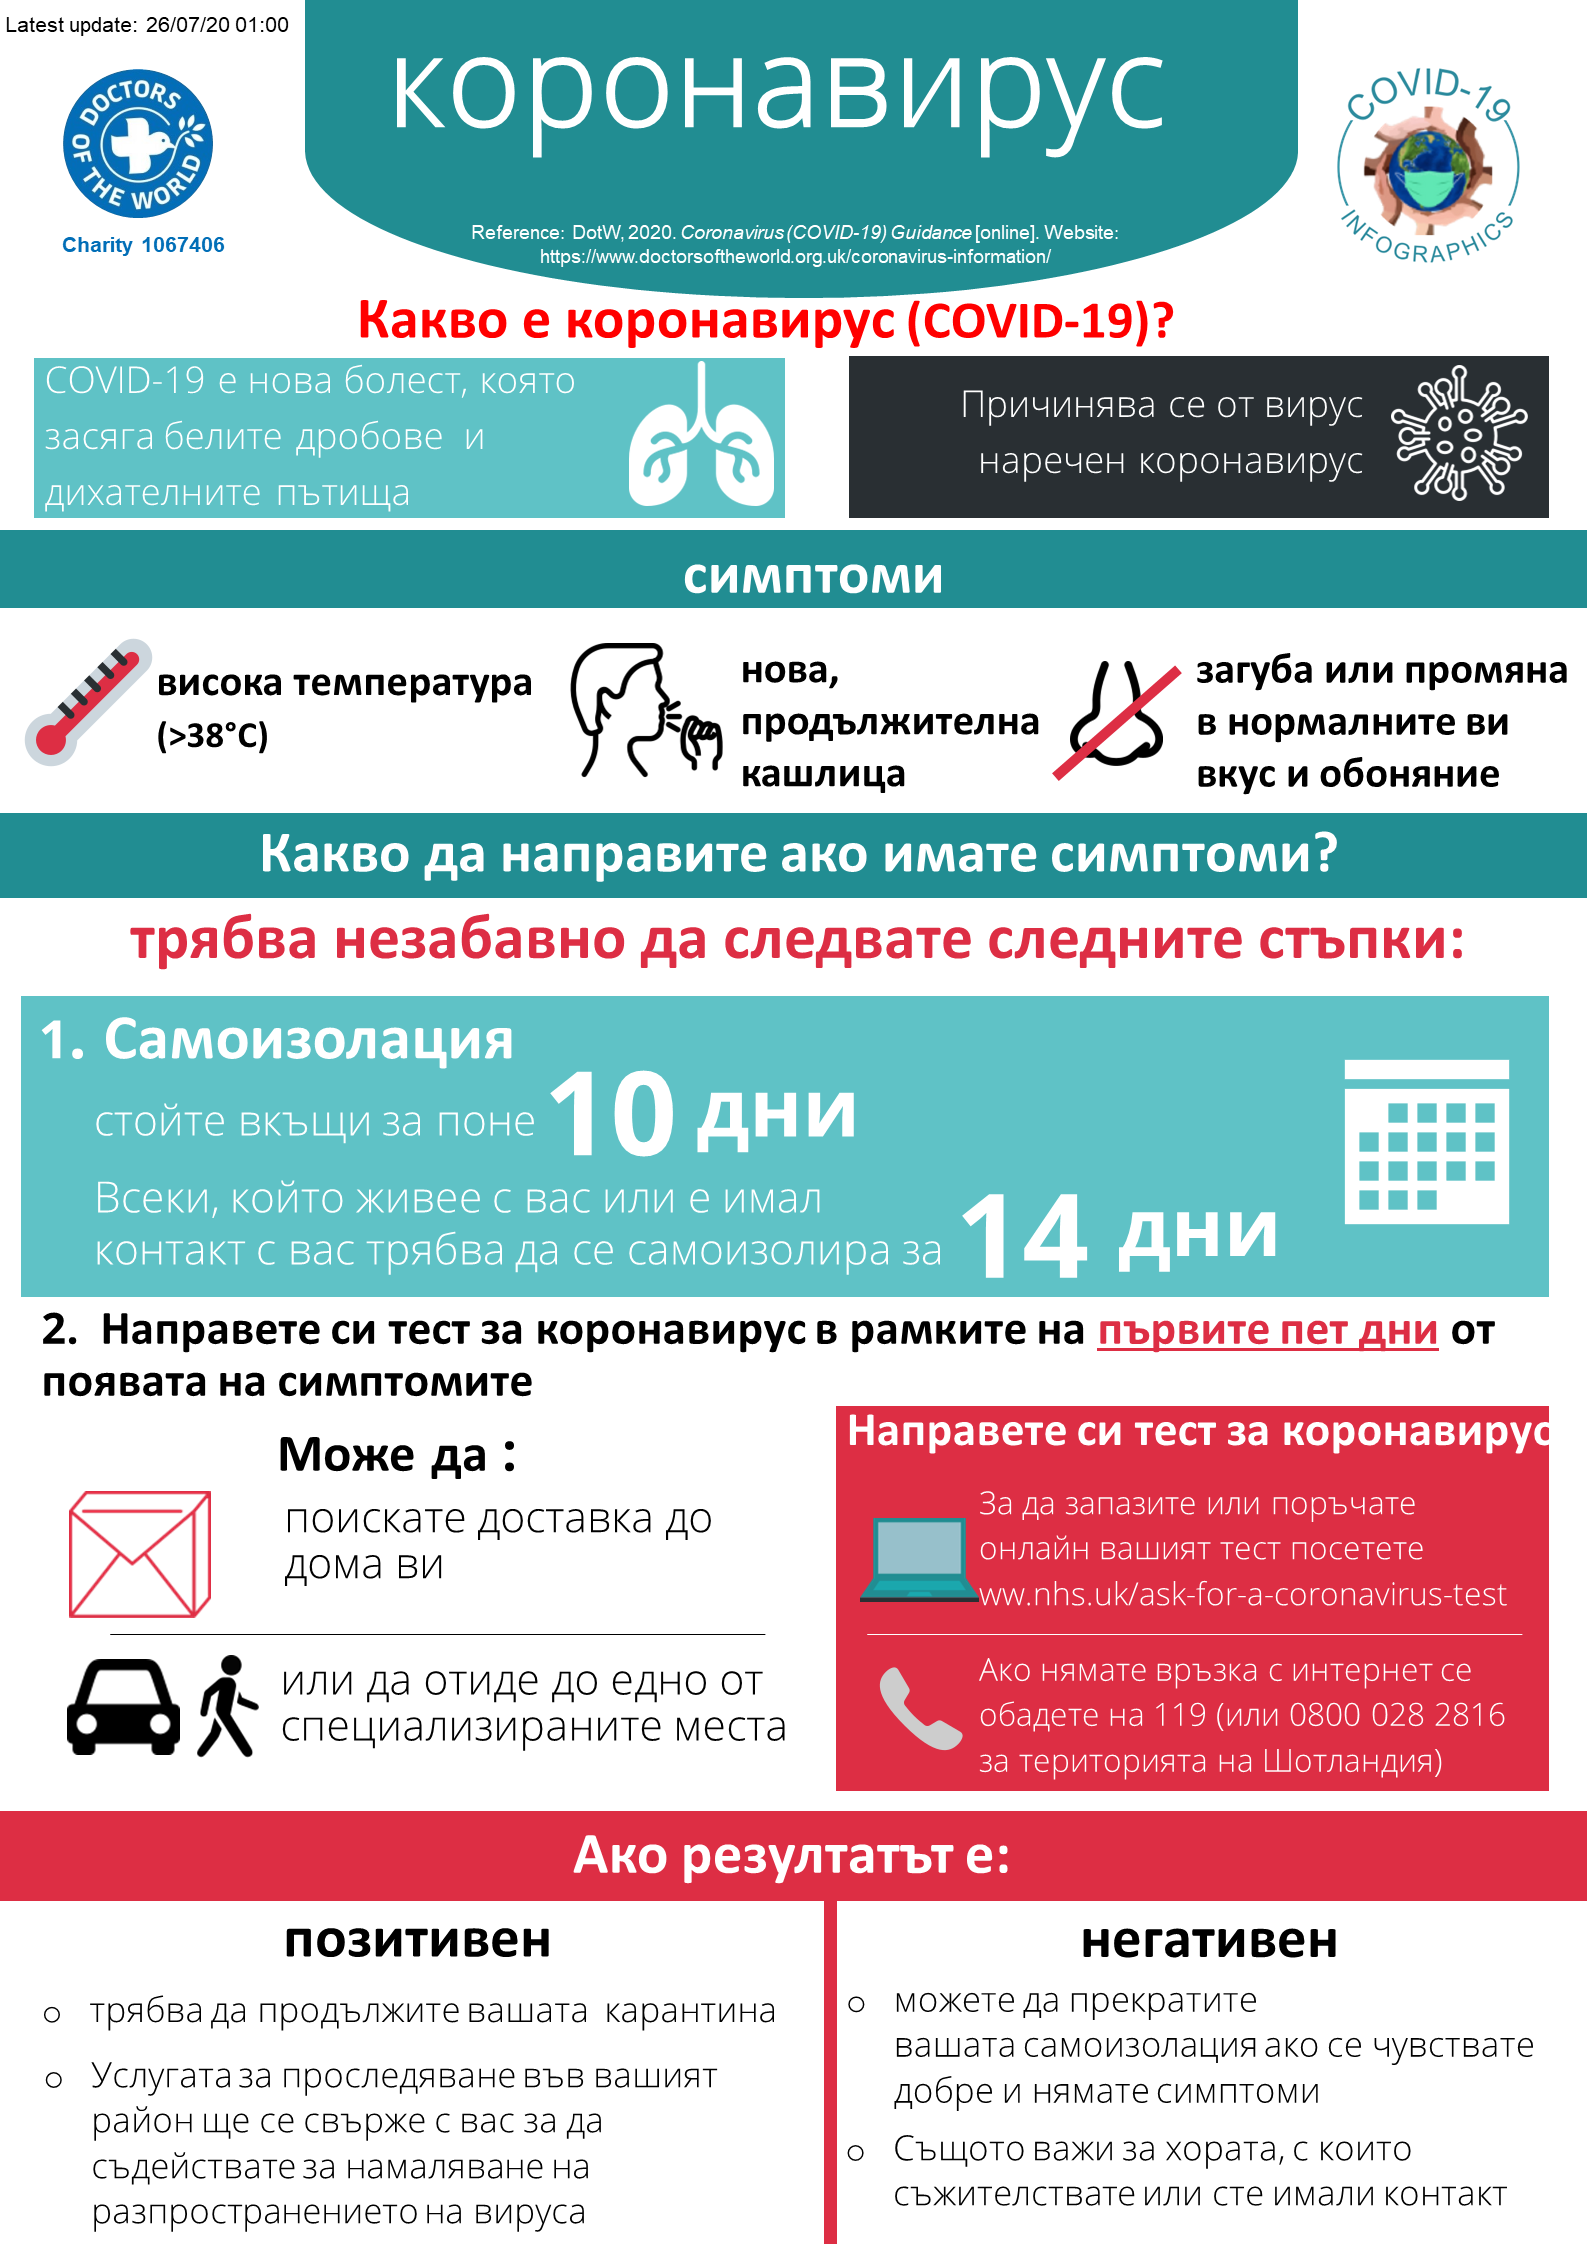 Latest update: 26/07/20 01:00
DOCTORS OF THE WORLD
Charity 1067406
коронавирус
Reference: DotW, 2020. Coronavirus (COVID-19) Guidance [online]. Website:
https://www.doctorsoftheworld.org.uk/coronavirus-information/
COVID-19
INFOGRAPHICS
Какво е коронавирус (COVID-19)?
COVID-19 е нова болест, която
засяга белите дробове и
дихателните пътища
Причинява се от вирус
наречен коронавирус
симптоми
висока температура
(>38°C)
нова,
продължителна
кашлица
загуба или промяна
в нормалните ви
вкус и обоняние
Какво да направите ако имате симптоми?
трябва незабавно да следвате следните стъпки:
1. Самоизолация
стойте вкъщи за поне 10 дни
Всеки, който живее с вас или е имал
контакт с вас трябва да се самоизолира за 14 дни
2. Направете си тест за коронавирус в рамките на първите пет дни от
появата на симптомите
Може да :
поискате доставка до
дома ви
или да отиде до едно от
специализираните места
Направете си тест за коронавирус
За да запазите или поръчате
онлайн вашият тест посетете
ww.nhs.uk/ask-for-a-coronavirus-test
Ако нямате връзка с интернет се
обадете на 119 (или 0800 028 2816
за територията на Шотландия)
Ако резултатът е:
позитивен
o трябва да продължите вашата карантина
o Услугата за проследяване във вашият
район ще се свърже с вас за да
съдействате за намаляване на
разпространението на вируса
негативен
o можете да прекратите
вашата самоизолация ако се чувствате
добре и нямате симптоми
o Същото важи за хората, с които
съжителствате или сте имали контакт